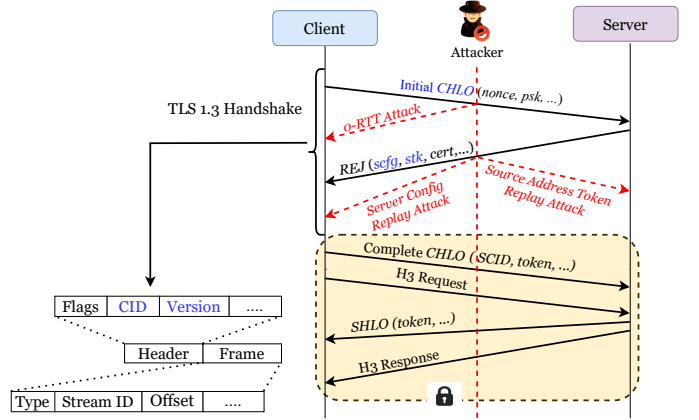 Client
Attacker
Server
TLS 1.3 Handshake
Initial CHLO (nonce, psk, ...)
0-RTT Attack
REJ (scfg, stk, cert,...)
Server Config
Replay Attack
Source Address Token
Replay Attack
Complete CHLO ( SCID, token, ...)
H3 Request
SHLO (token, ...)
H3 Response
Flags CID Version ....
Header Frame
Type Stream ID Offset ....